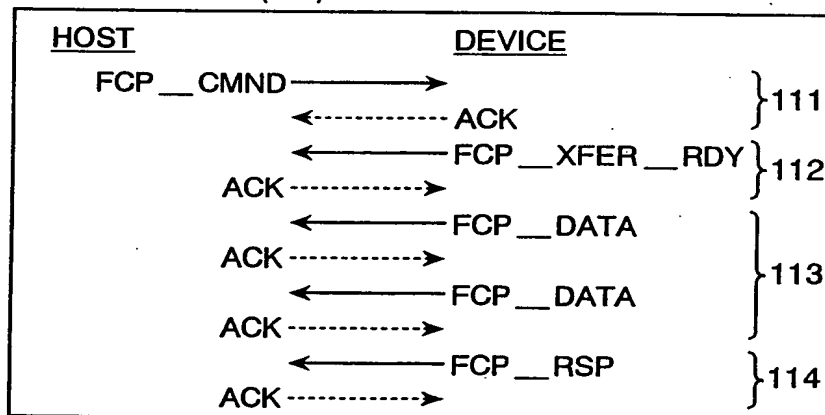 HOST DEVICE
FCP__CMND
ACK }111
FCP__XFER__RDY
ACK }112
FCP__DATA
ACK
FCP__DATA }113
ACK
FCP__RSP
ACK }114